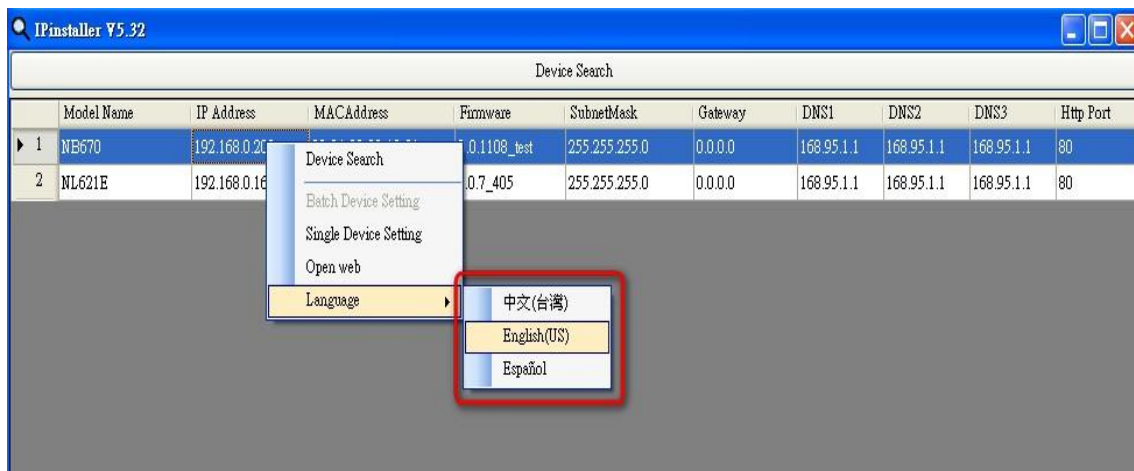 IPinstaller V5.32
Device Search
Model Name IP Address MACAddress Firmware SubnetMask Gateway DNS1 DNS2 DNS3 Http Port
1 NB670 192.168.0.20 .0.1108_test 255.255.255.0 0.0.0.0 168.95.1.1 168.95.1.1 168.95.1.1 80
2 NL621E 192.168.0.16 .0.7_405 255.255.255.0 0.0.0.0 168.95.1.1 168.95.1.1 168.95.1.1 80
Device Search
Batch Device Setting
Single Device Setting
Open web
Language
中文(台灣)
English(US)
Español